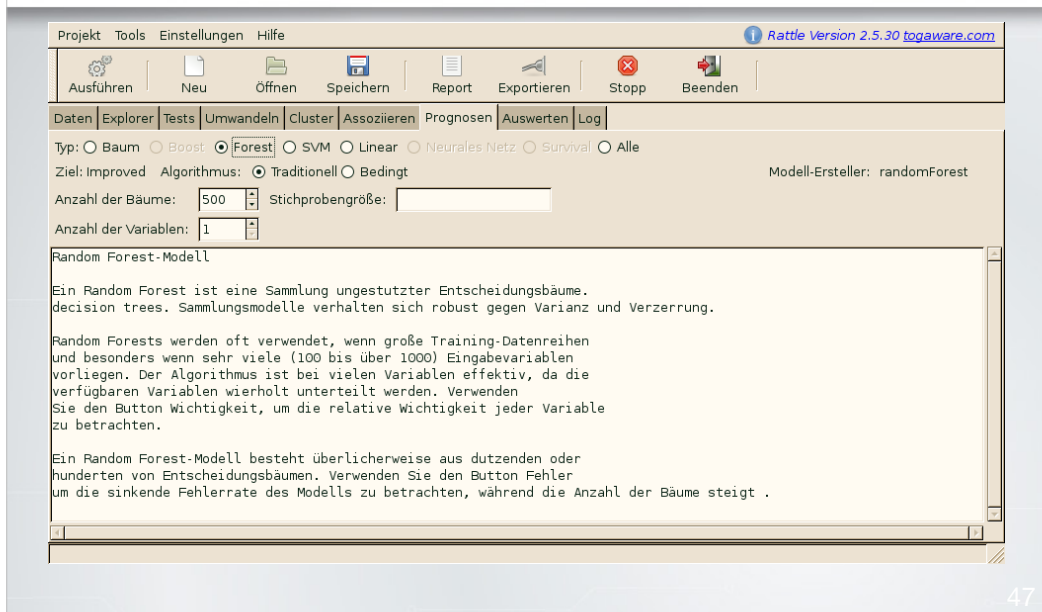 Projekt Tools Einstellungen Hilfe Rattle Version 2.5.30 togaware.com
Ausführen Neu Öffnen Speichern Report Exportieren Stopp Beenden
Daten Explorer Tests Umwandeln Cluster Assoziieren Prognosen Auswerten Log
Typ: Baum Boost Forest SVM Linear Neurales Netz Survival Alle
Ziel: Improved Algorithmus: Traditionell Bedingt Modell-Ersteller: randomForest
Anzahl der Bäume: 500 Stichprobengröße:
Anzahl der Variablen: 1
Random Forest-Modell
Ein Random Forest ist eine Sammlung ungestutzter Entscheidungsbäume.
decision trees. Sammlungsmodelle verhalten sich robust gegen Varianz und Verzerrung.
Random Forests werden oft verwendet, wenn große Training-Datenreihen
und besonders wenn sehr viele (100 bis über 1000) Eingabevariablen
vorliegen. Der Algorithmus ist bei vielen Variablen effektiv, da die
verfügbaren Variablen wierholt unterteilt werden. Verwenden
Sie den Button Wichtigkeit, um die relative Wichtigkeit jeder Variable
zu betrachten.
Ein Random Forest-Modell besteht überlicherweise aus dutzenden oder
hunderten von Entscheidungsbäumen. Verwenden Sie den Button Fehler
um die sinkende Fehlerrate des Modells zu betrachten, während die Anzahl der Bäume steigt .
47